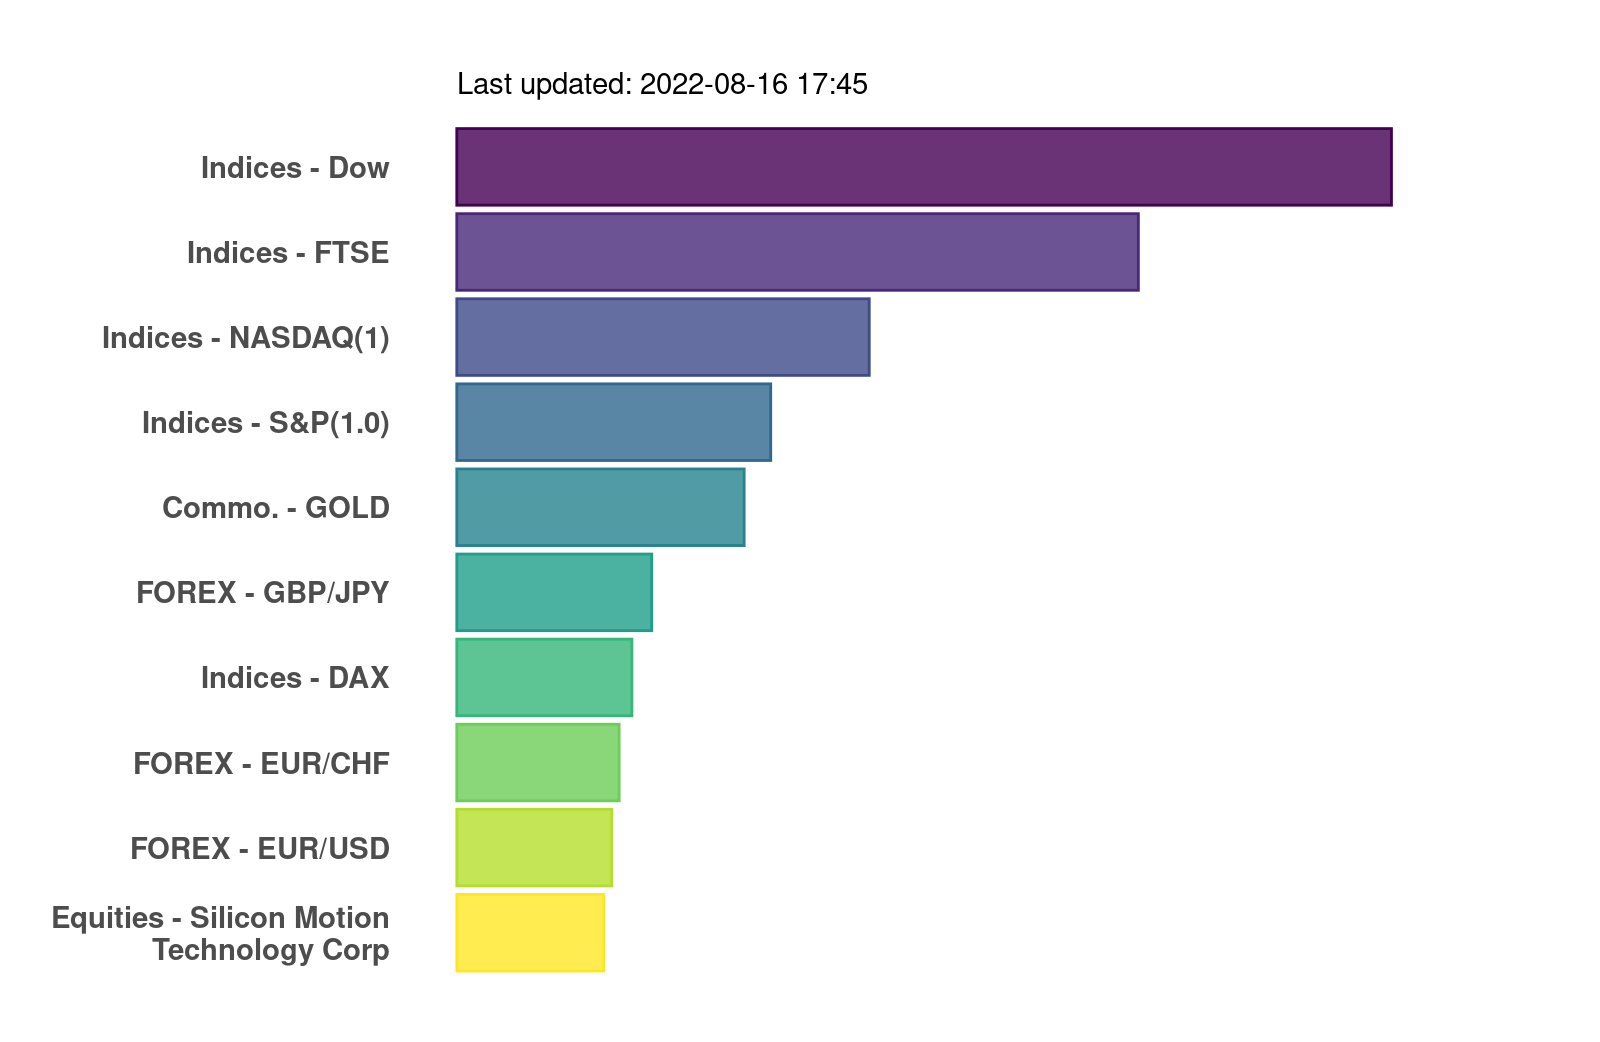 Last updated: 2022-08-16 17:45
Indices - Dow
Indices - FTSE
Indices - NASDAQ(1)
Indices - S&P(1.0)
Commo. - GOLD
FOREX - GBP/JPY
Indices - DAX
FOREX - EUR/CHF
FOREX - EUR/USD
Equities - Silicon Motion
Technology Corp